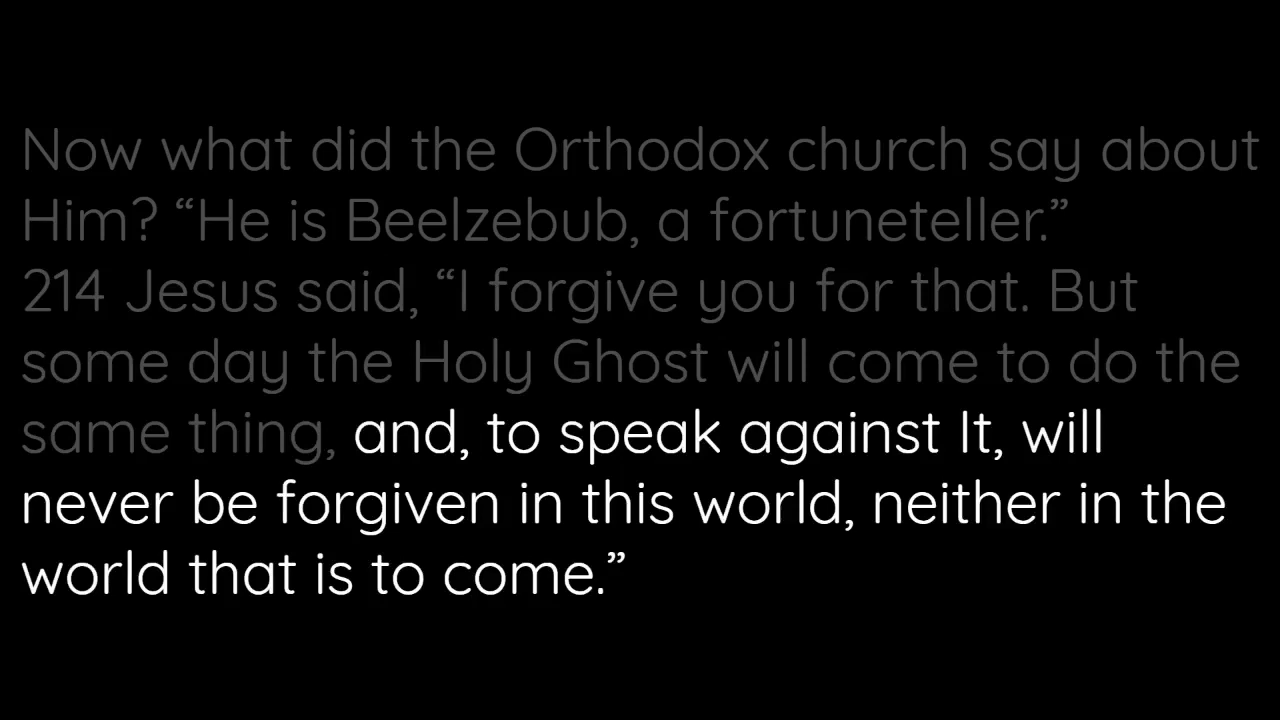 Now what did the Orthodox church say about
Him? “He is Beelzebub, a fortuneteller.”
214 Jesus said, “I forgive you for that. But
some day the Holy Ghost will come to do the
same thing, and, to speak against It, will
never be forgiven in this world, neither in the
world that is to come.”